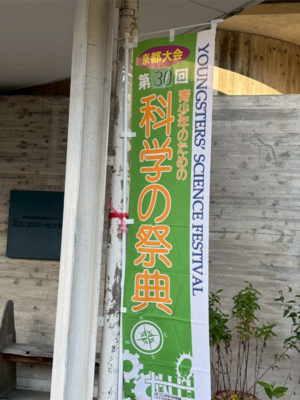 京都大会
第30回
青少年のための
科学の祭典
YOUNGSTERS' SCIENCE FESTIVAL